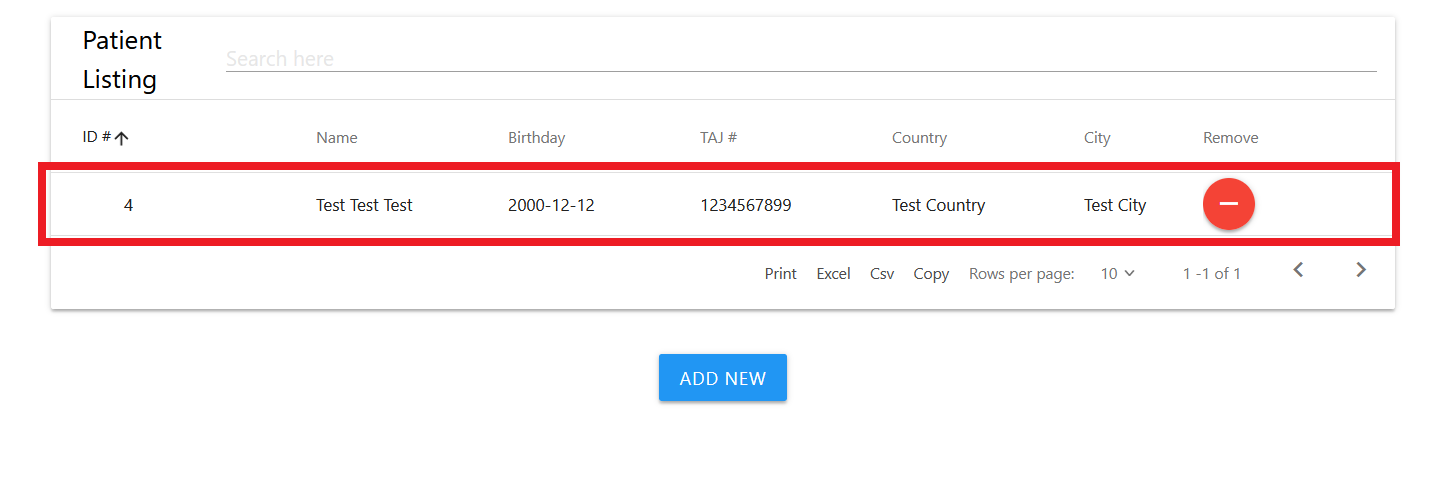 Patient
Listing
Search here
ID # Name Birthday TAJ # Country City Remove
4 Test Test Test 2000-12-12 1234567899 Test Country Test City
Print Excel Csv Copy Rows per page: 10 1 -1 of 1
ADD NEW